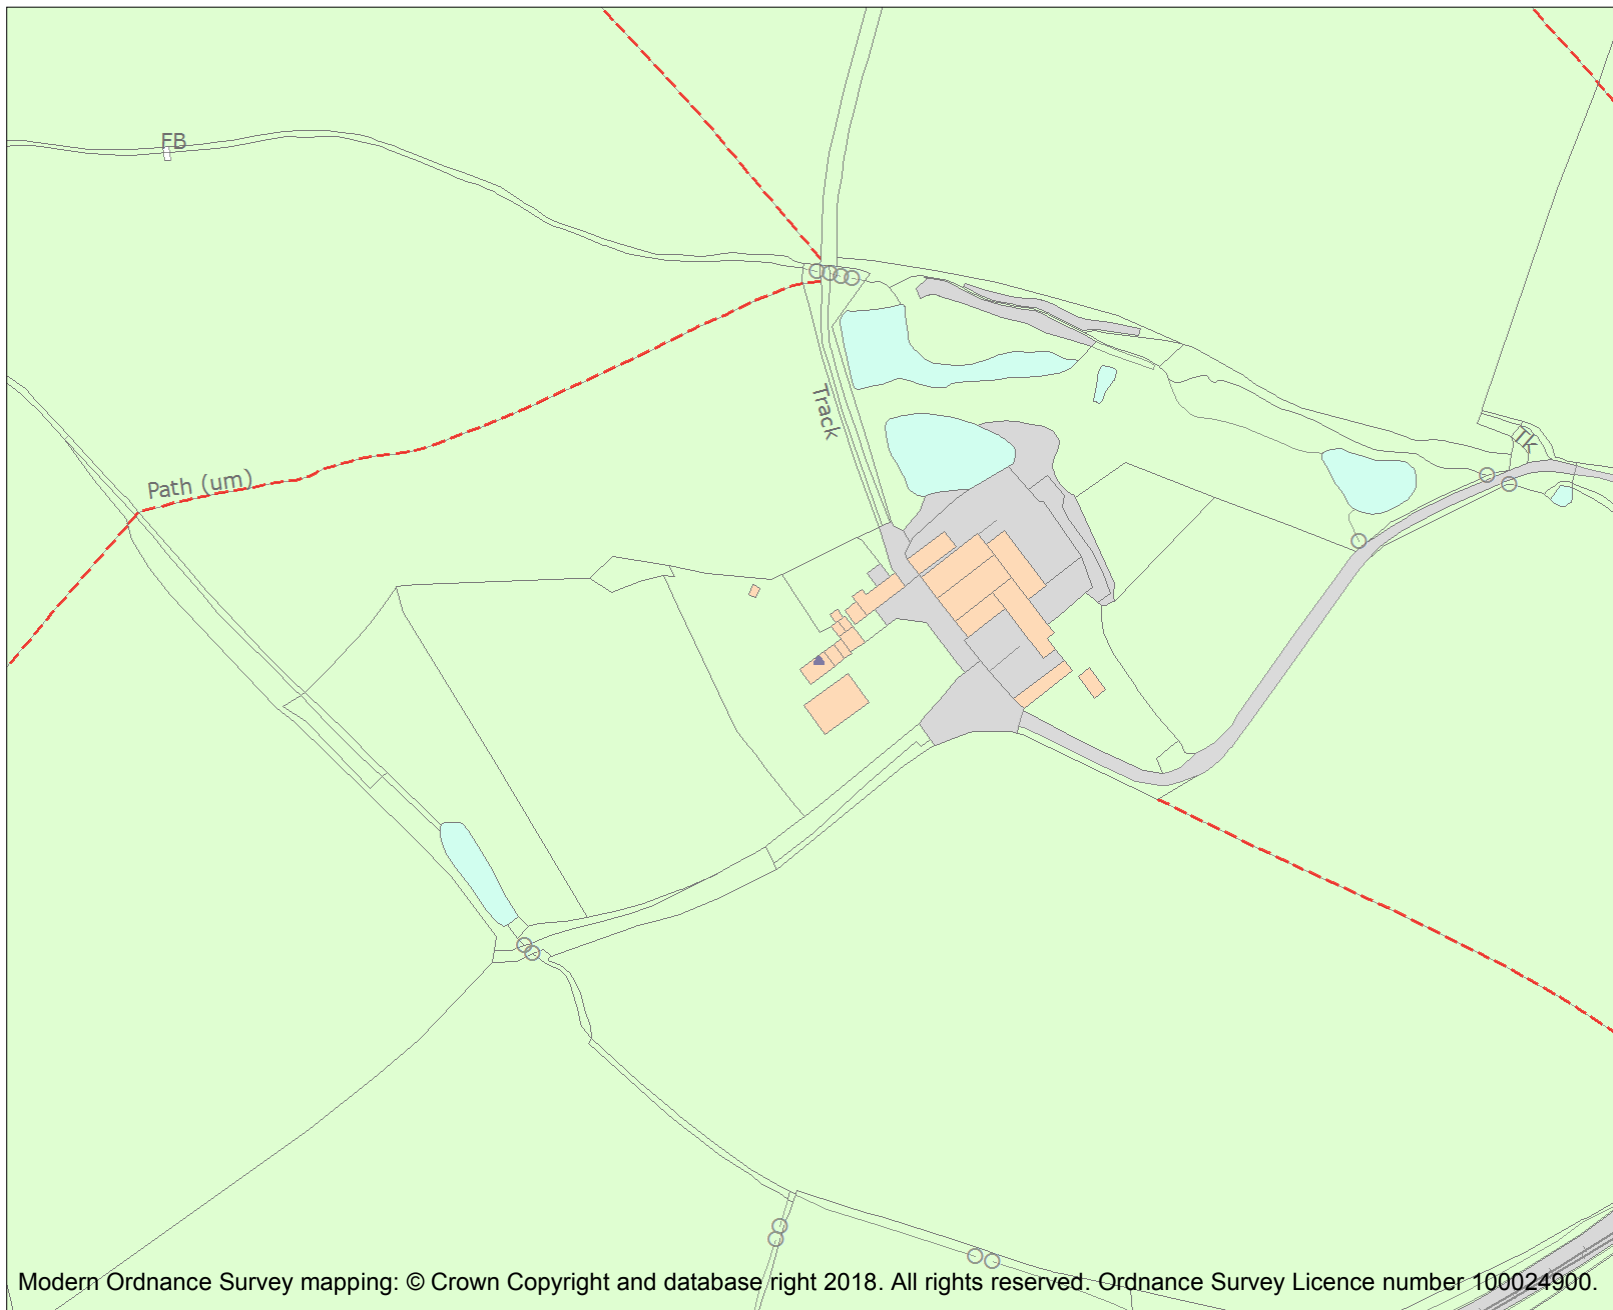 FB
Track
Tk
Path (um)
Modern Ordnance Survey mapping: © Crown Copyright and database right 2018. All rights reserved. Ordnance Survey Licence number 100024900.